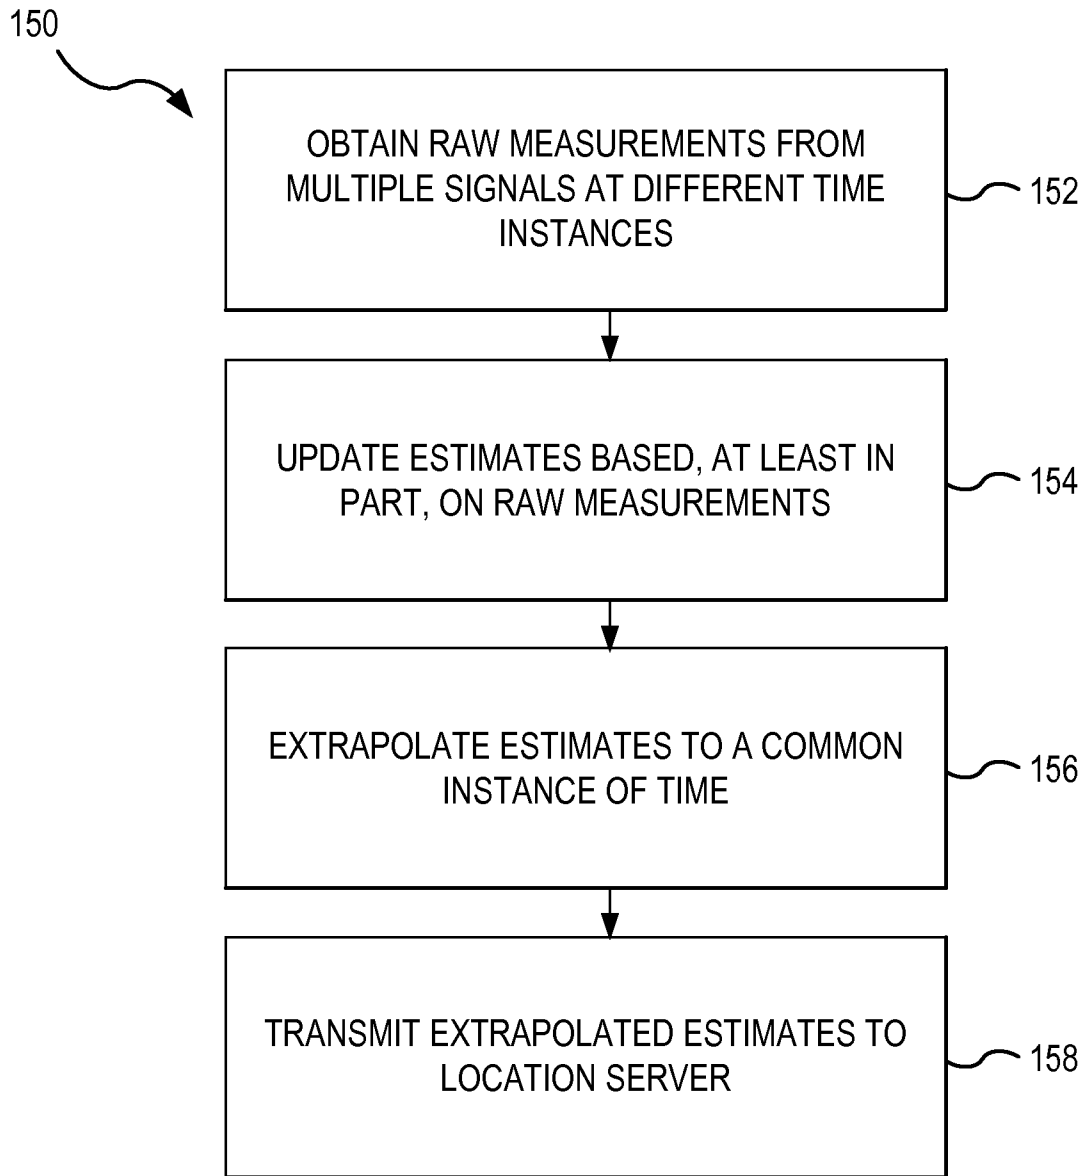 150
OBTAIN RAW MEASUREMENTS FROM
MULTIPLE SIGNALS AT DIFFERENT TIME
INSTANCES
152
UPDATE ESTIMATES BASED, AT LEAST IN
PART, ON RAW MEASUREMENTS
154
EXTRAPOLATE ESTIMATES TO A COMMON
INSTANCE OF TIME
156
TRANSMIT EXTRAPOLATED ESTIMATES TO
LOCATION SERVER
158